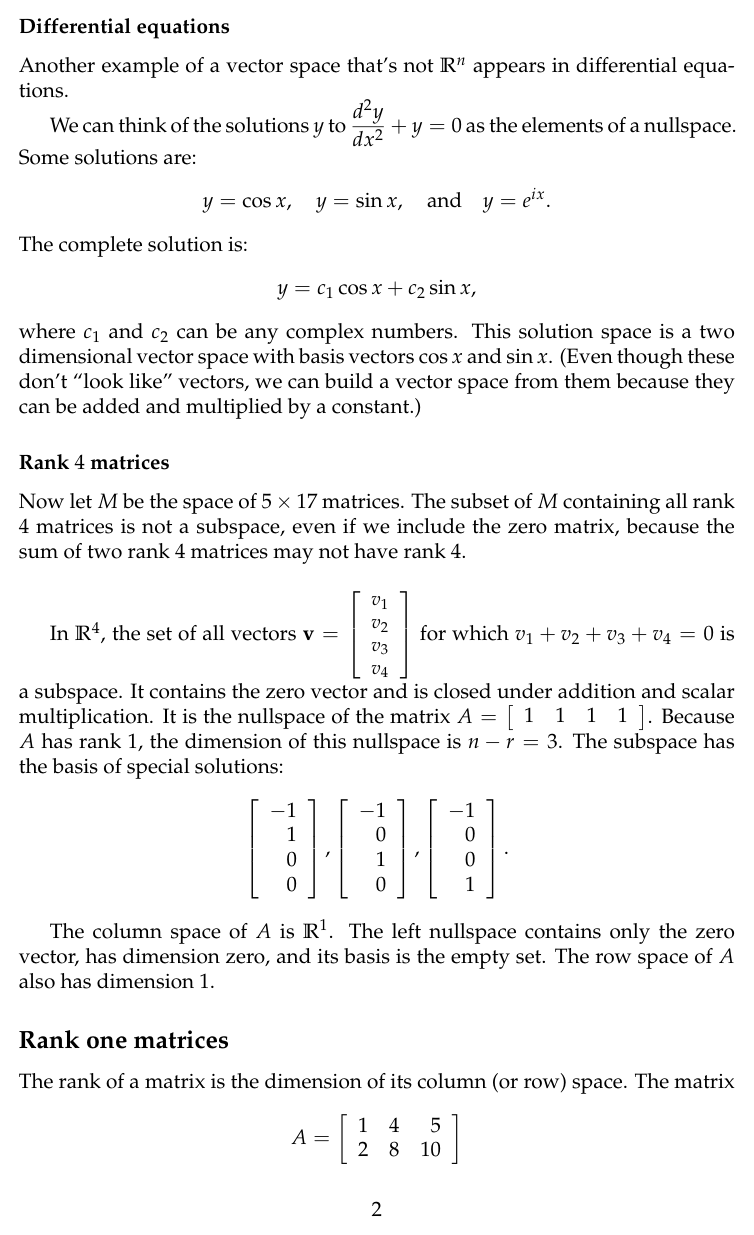 Differential equations
Another example of a vector space that's not ℝⁿ appears in differential equa-
tions.
We can think of the solutions y to d²y/dx² + y = 0 as the elements of a nullspace.
Some solutions are:
y = cos x, y = sin x, and y = e^{ix}.
The complete solution is:
y = c₁ cos x + c₂ sin x,
where c₁ and c₂ can be any complex numbers. This solution space is a two
dimensional vector space with basis vectors cos x and sin x. (Even though these
don't “look like” vectors, we can build a vector space from them because they
can be added and multiplied by a constant.)
Rank 4 matrices
Now let M be the space of 5 × 17 matrices. The subset of M containing all rank
4 matrices is not a subspace, even if we include the zero matrix, because the
sum of two rank 4 matrices may not have rank 4.
In ℝ⁴, the set of all vectors v = [ v₁ v₂ v₃ v₄ ] for which v₁ + v₂ + v₃ + v₄ = 0 is
a subspace. It contains the zero vector and is closed under addition and scalar
multiplication. It is the nullspace of the matrix A = [ 1 1 1 1 ]. Because
A has rank 1, the dimension of this nullspace is n − r = 3. The subspace has
the basis of special solutions:
[ −1 1 0 0 ], [ −1 0 1 0 ], [ −1 0 0 1 ].
The column space of A is ℝ¹. The left nullspace contains only the zero
vector, has dimension zero, and its basis is the empty set. The row space of A
also has dimension 1.
Rank one matrices
The rank of a matrix is the dimension of its column (or row) space. The matrix
A = [ 1 4 5
2 8 10 ]
2